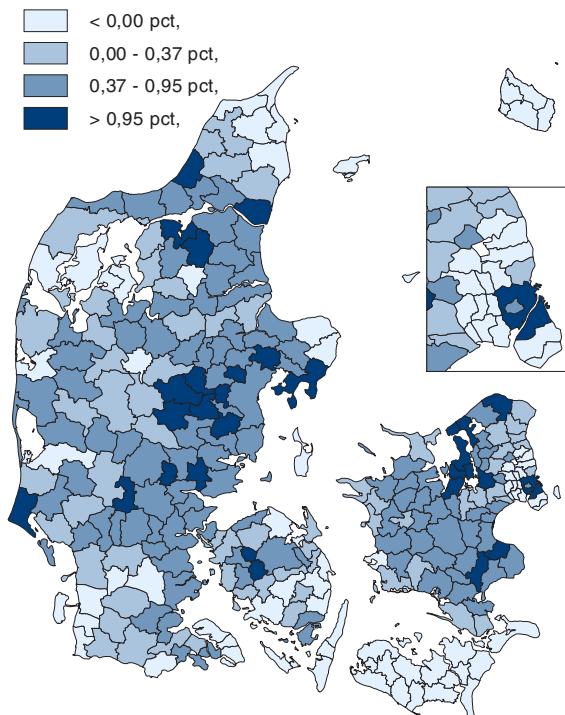 < 0,00 pct,
0,00 - 0,37 pct,
0,37 - 0,95 pct,
> 0,95 pct,